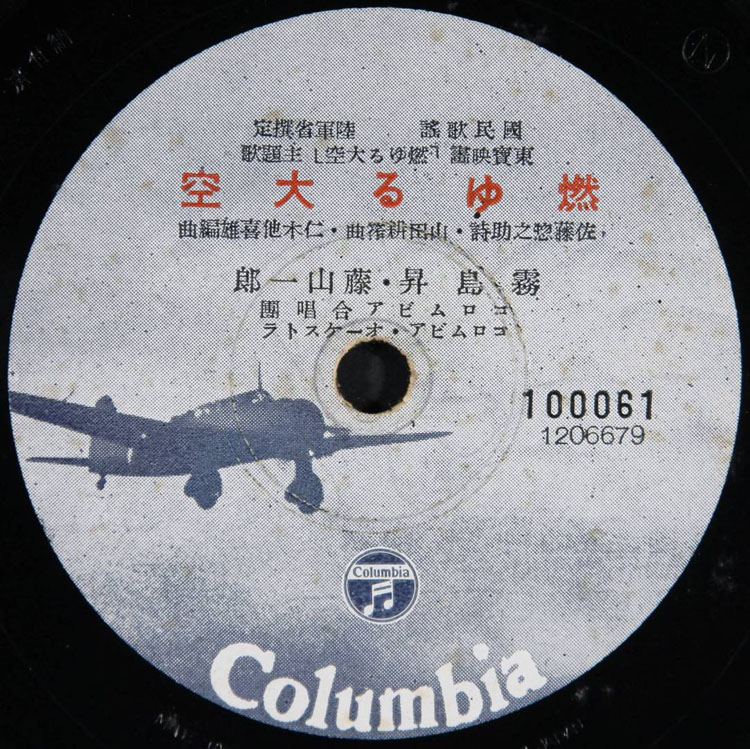 國民歌謠 陸軍省撰定
東寶映畫「燃ゆる大空」主題歌
燃ゆる大空
佐藤惣之助詩・山田耕筰曲・仁木他喜雄編曲
霧島昇・藤山一郎
コロムビア合唱團
コロムビア・オーケストラ
100061
1206679
Columbia
Columbia